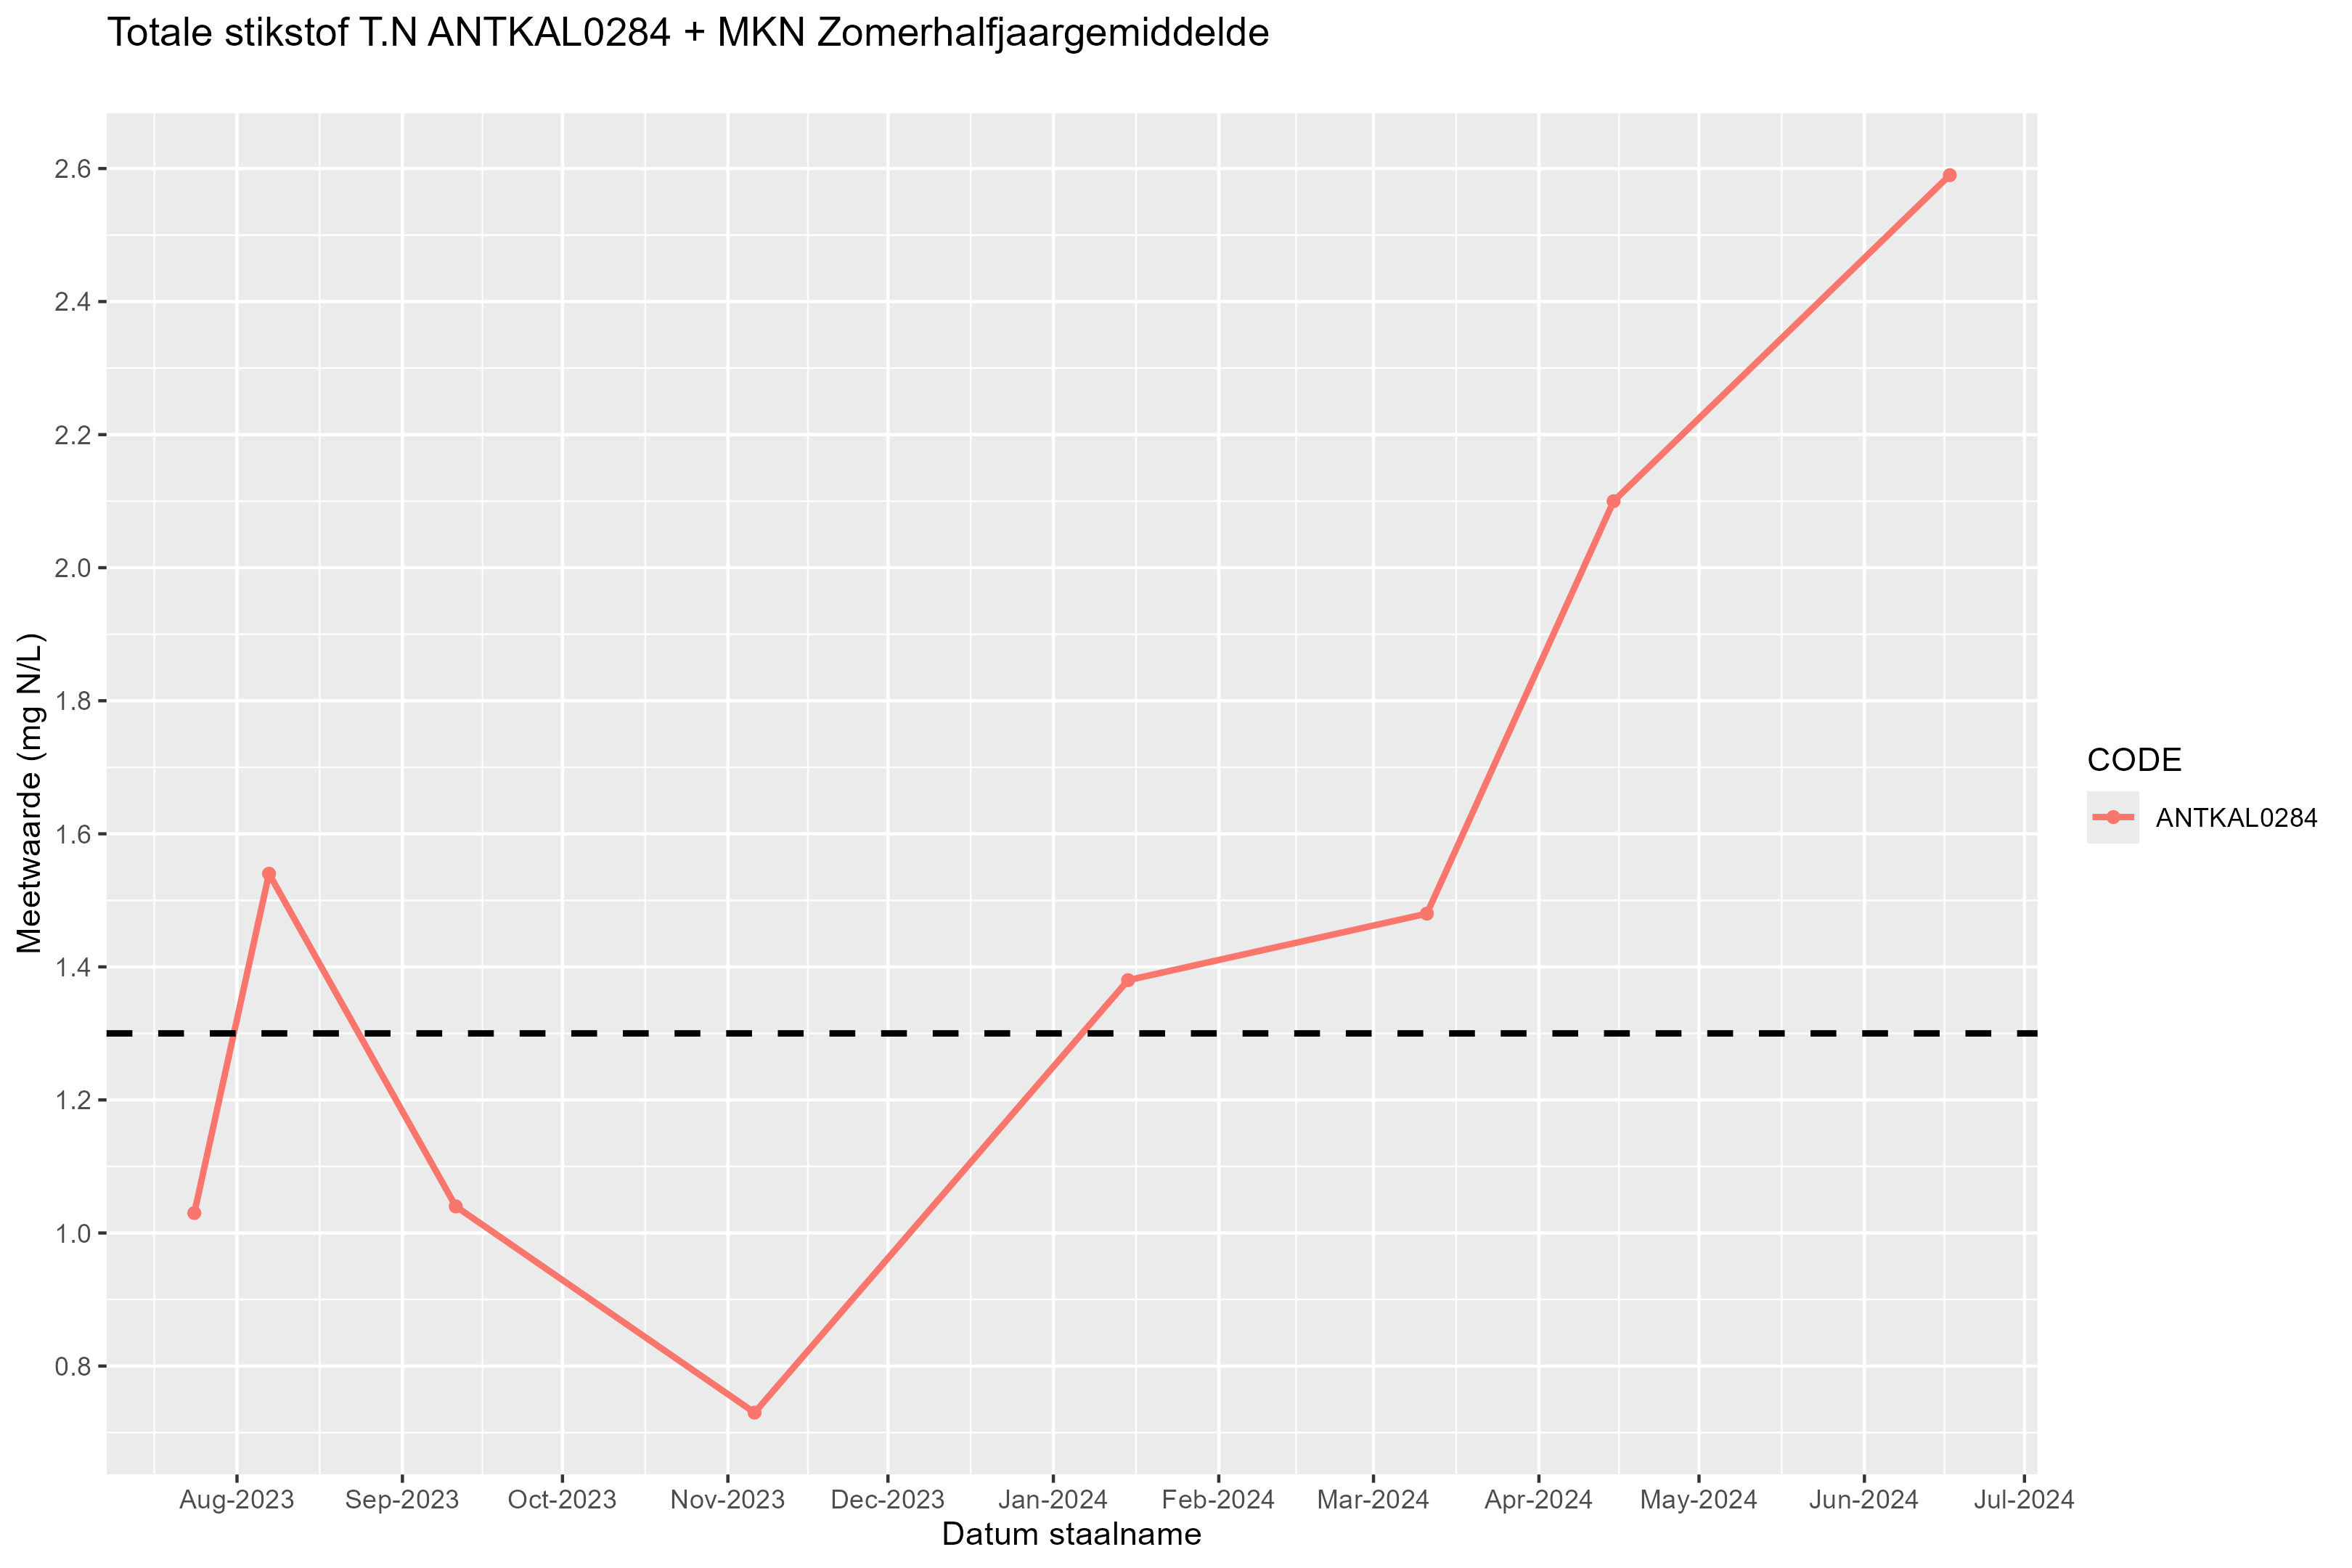 Totale stikstof T.N ANTKAL0284 + MKN Zomerhalfjaargemiddelde
Meetwaarde (mg N/L)
2.6
2.4
2.2
2.0
1.8
1.6
1.4
1.2
1.0
0.8
Aug-2023 Sep-2023 Oct-2023 Nov-2023 Dec-2023 Jan-2024 Feb-2024 Mar-2024 Apr-2024 May-2024 Jun-2024 Jul-2024
Datum staalname
CODE
ANTKAL0284